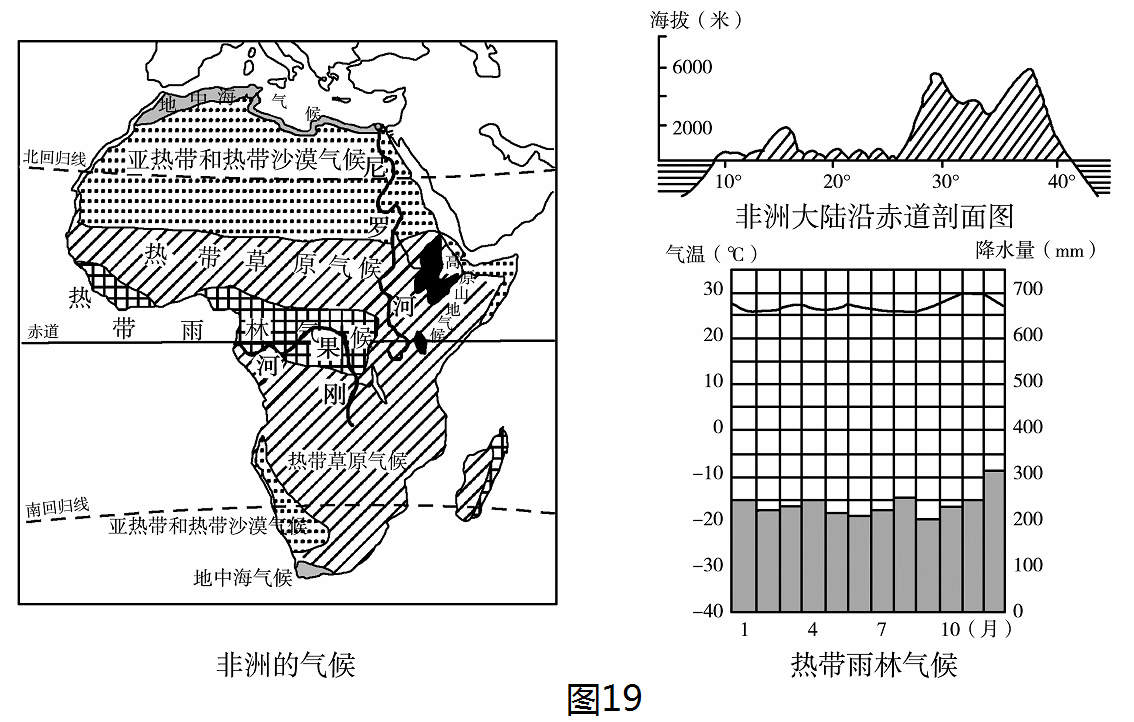 地中海气候
北回归线
亚热带和热带沙漠气候
尼罗河
热带草原气候
高原山地气候
热带雨林气候
赤道
刚果河
热带草原气候
南回归线
亚热带和热带沙漠气候
地中海气候
非洲的气候
海拔（米）
6000
2000
10° 20° 30° 40°
非洲大陆沿赤道剖面图
气温（℃） 降水量（mm）
30 700
20 600
10 500
0 400
-10 300
-20 200
-30 100
-40 0
1 4 7 10（月）
热带雨林气候
图19